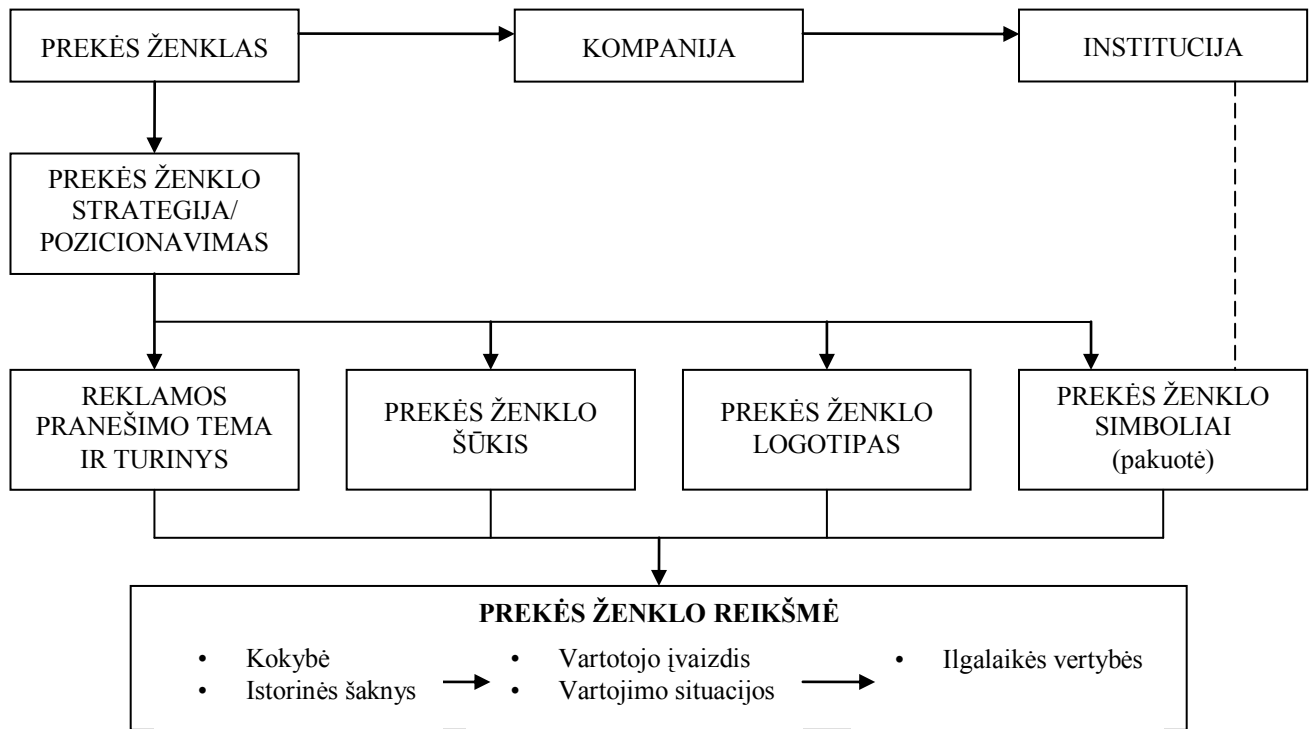 PREKĖS ŽENKLAS
KOMPANIJA
INSTITUCIJA
PREKĖS ŽENKLO
STRATEGIJA/
POZICIONAVIMAS
REKLAMOS
PRANEŠIMO TEMA
IR TURINYS
PREKĖS ŽENKLO
ŠŪKIS
PREKĖS ŽENKLO
LOGOTIPAS
PREKĖS ŽENKLO
SIMBOLIAI
(pakuotė)
PREKĖS ŽENKLO REIKŠMĖ
• Kokybė
• Istorinės šaknys
• Vartotojo įvaizdis
• Vartojimo situacijos
• Ilgalaikės vertybės